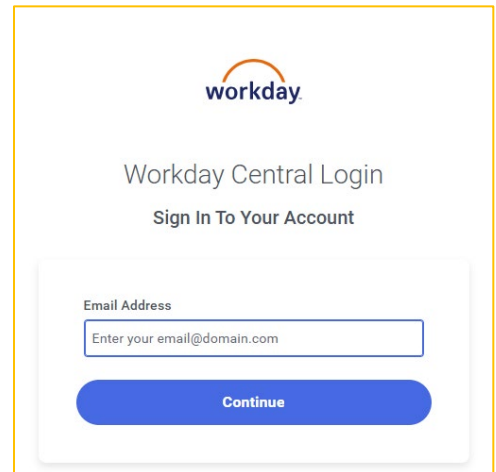 workday.
Workday Central Login
Sign In To Your Account
Email Address
Enter your email@domain.com
Continue